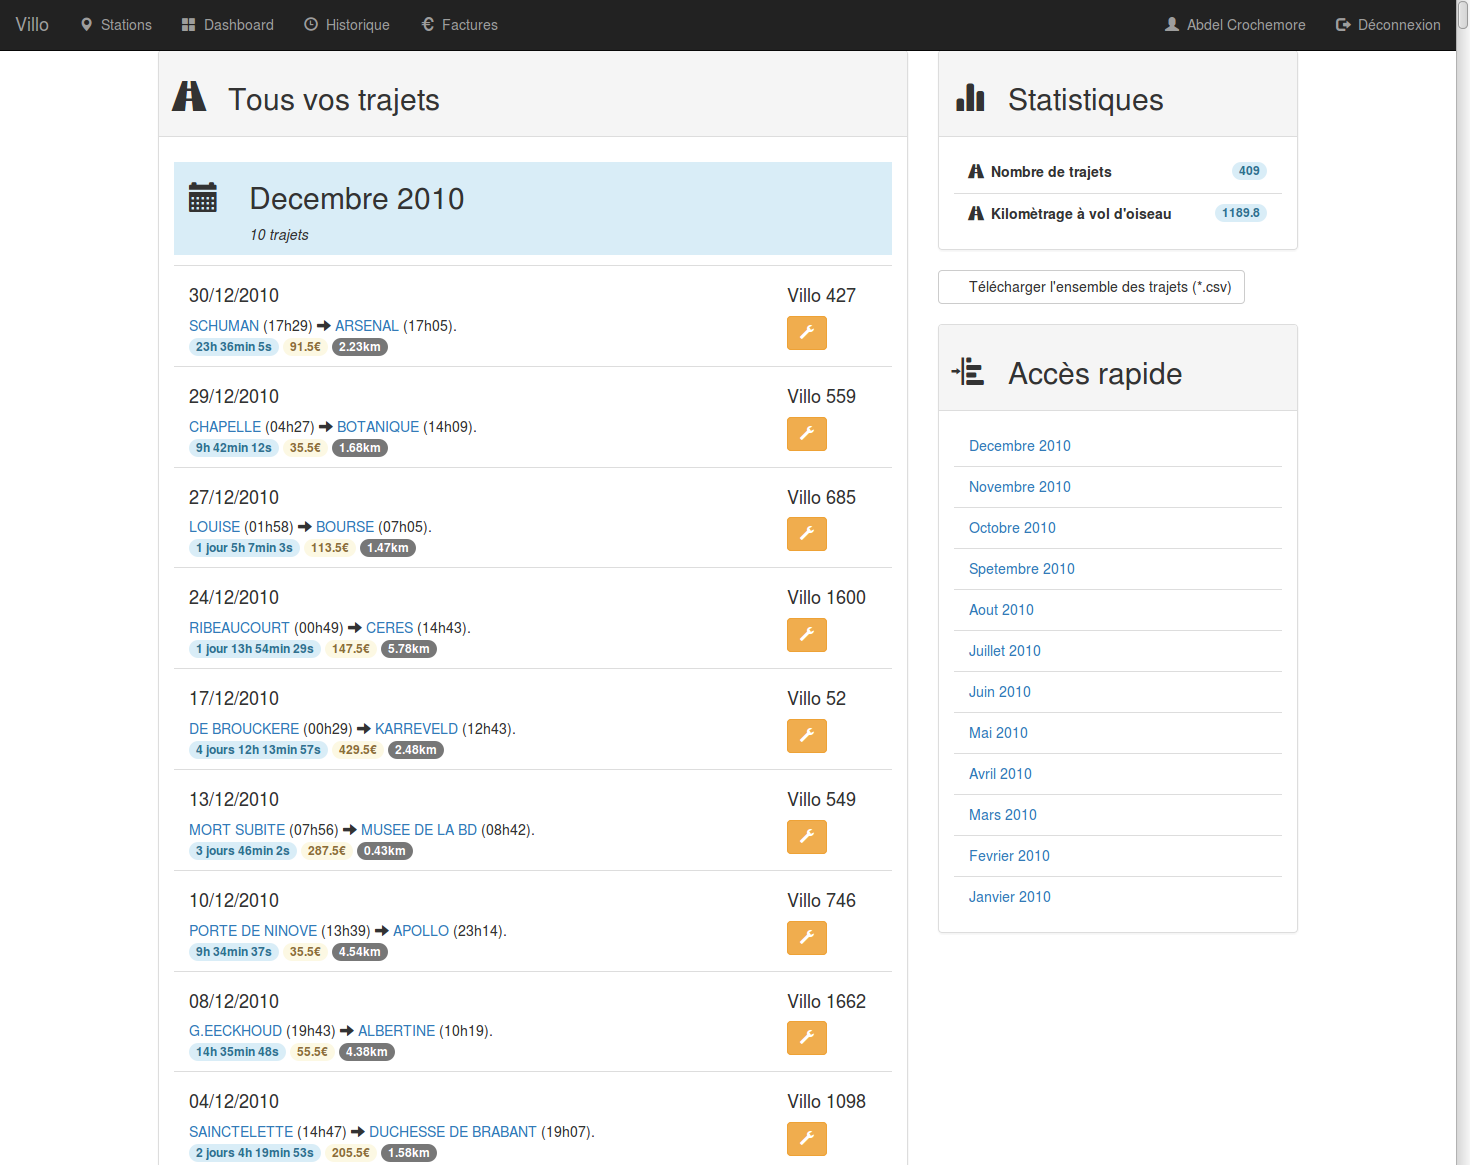 Villo Stations Dashboard Historique Factures Abdel Crochemore Déconnexion
Tous vos trajets
Decembre 2010
10 trajets
30/12/2010 Villo 427
SCHUMAN (17h29) ARSENAL (17h05).
23h 36min 5s 91.5€ 2.23km
29/12/2010 Villo 559
CHAPELLE (04h27) BOTANIQUE (14h09).
9h 42min 12s 35.5€ 1.68km
27/12/2010 Villo 685
LOUISE (01h58) BOURSE (07h05).
1 jour 5h 7min 3s 113.5€ 1.47km
24/12/2010 Villo 1600
RIBEAUCOURT (00h49) CERES (14h43).
1 jour 13h 54min 29s 147.5€ 5.78km
17/12/2010 Villo 52
DE BROUCKERE (00h29) KARREVELD (12h43).
4 jours 12h 13min 57s 429.5€ 2.48km
13/12/2010 Villo 549
MORT SUBITE (07h56) MUSEE DE LA BD (08h42).
3 jours 46min 2s 287.5€ 0.43km
10/12/2010 Villo 746
PORTE DE NINOVE (13h39) APOLLO (23h14).
9h 34min 37s 35.5€ 4.54km
08/12/2010 Villo 1662
G.EECKHOUD (19h43) ALBERTINE (10h19).
14h 35min 48s 55.5€ 4.38km
04/12/2010 Villo 1098
SAINCTELETTE (14h47) DUCHESSE DE BRABANT (19h07).
2 jours 4h 19min 53s 205.5€ 1.58km
Statistiques
Nombre de trajets 409
Kilomètrage à vol d'oiseau 1189.8
Télécharger l'ensemble des trajets (*.csv)
Accès rapide
Decembre 2010
Novembre 2010
Octobre 2010
Spetembre 2010
Aout 2010
Juillet 2010
Juin 2010
Mai 2010
Avril 2010
Mars 2010
Fevrier 2010
Janvier 2010